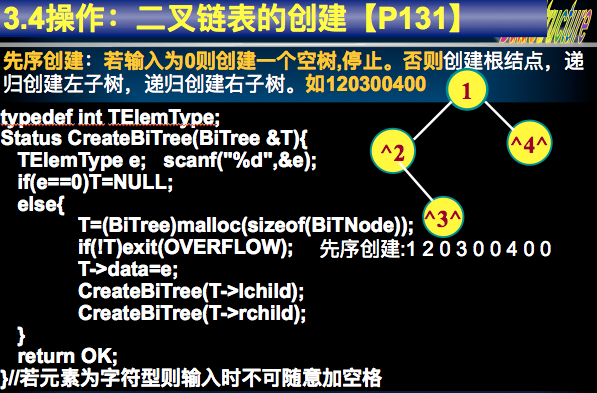 3.4操作：二叉链表的创建【P131】
先序创建：若输入为0则创建一个空树,停止。否则创建根结点，递
归创建左子树，递归创建右子树。如120300400
1
^2
^4^
^3^
typedef int TElemType;
Status CreateBiTree(BiTree &T){
TElemType e; scanf("%d",&e);
if(e==0)T=NULL;
else{
T=(BiTree)malloc(sizeof(BiTNode));
if(!T)exit(OVERFLOW);
先序创建:1 2 0 3 0 0 4 0 0
T->data=e;
CreateBiTree(T->lchild);
CreateBiTree(T->rchild);
}
return OK;
}//若元素为字符型则输入时不可随意加空格